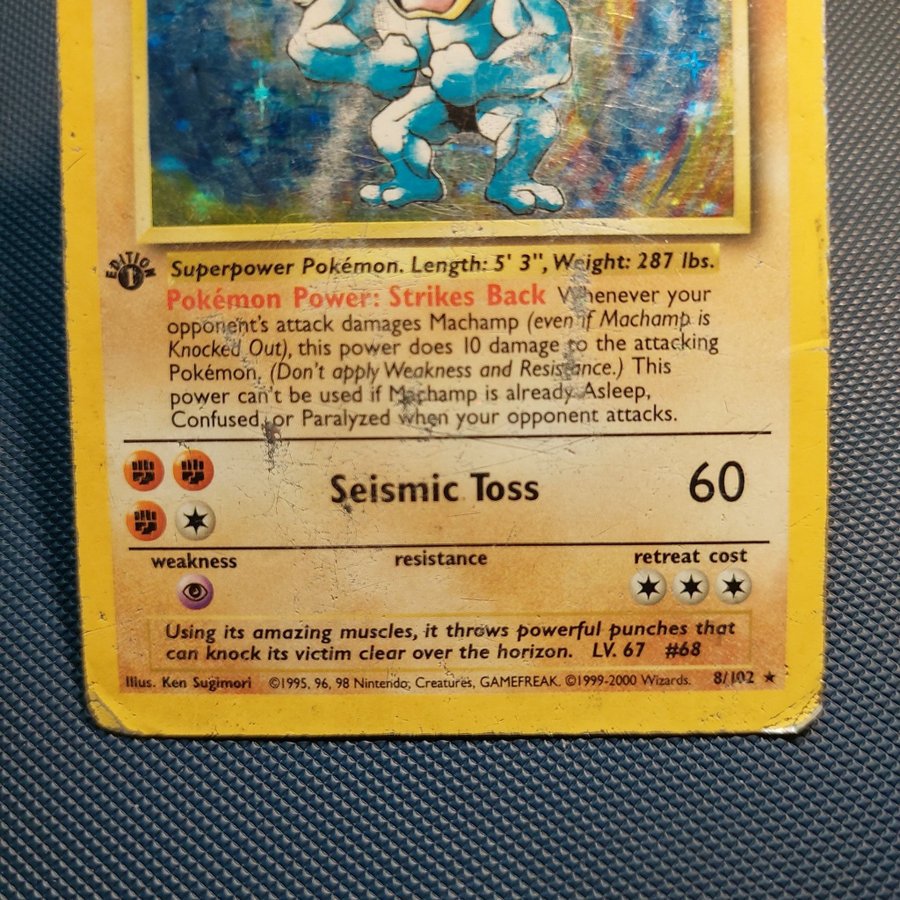 EDITION
1
Superpower Pokémon. Length: 5' 3", Weight: 287 lbs.
Pokémon Power: Strikes Back Whenever your
opponent's attack damages Machamp (even if Machamp is
Knocked Out), this power does 10 damage to the attacking
Pokémon. (Don't apply Weakness and Resistance.) This
power can't be used if Machamp is already Asleep,
Confused, or Paralyzed when your opponent attacks.
Seismic Toss 60
weakness resistance retreat cost
Using its amazing muscles, it throws powerful punches that
can knock its victim clear over the horizon. LV. 67 #68
Illus. Ken Sugimori ©1995, 96, 98 Nintendo, Creatures, GAMEFREAK. ©1999-2000 Wizards. 8/102 ★